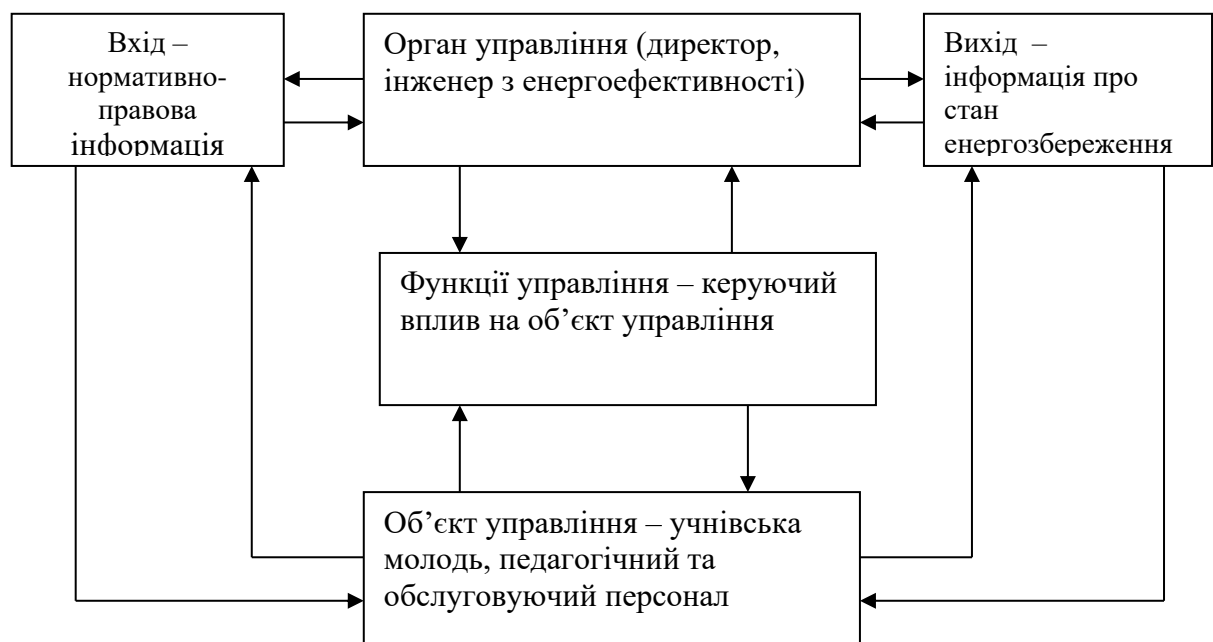 Вхід –
нормативно-
правова
інформація
Орган управління (директор,
інженер з енергоефективності)
Вихід –
інформація про
стан
енергозбереження
Функції управління – керуючий
вплив на об’єкт управління
Об’єкт управління – учнівська
молодь, педагогічний та
обслуговуючий персонал